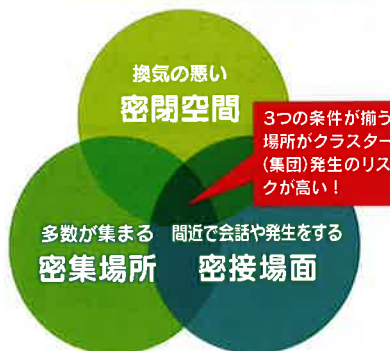 換気の悪い
密閉空間
3つの条件が揃う
場所がクラスター
(集団)発生のリス
クが高い！
多数が集まる
密集場所
間近で会話や発生をする
密接場面